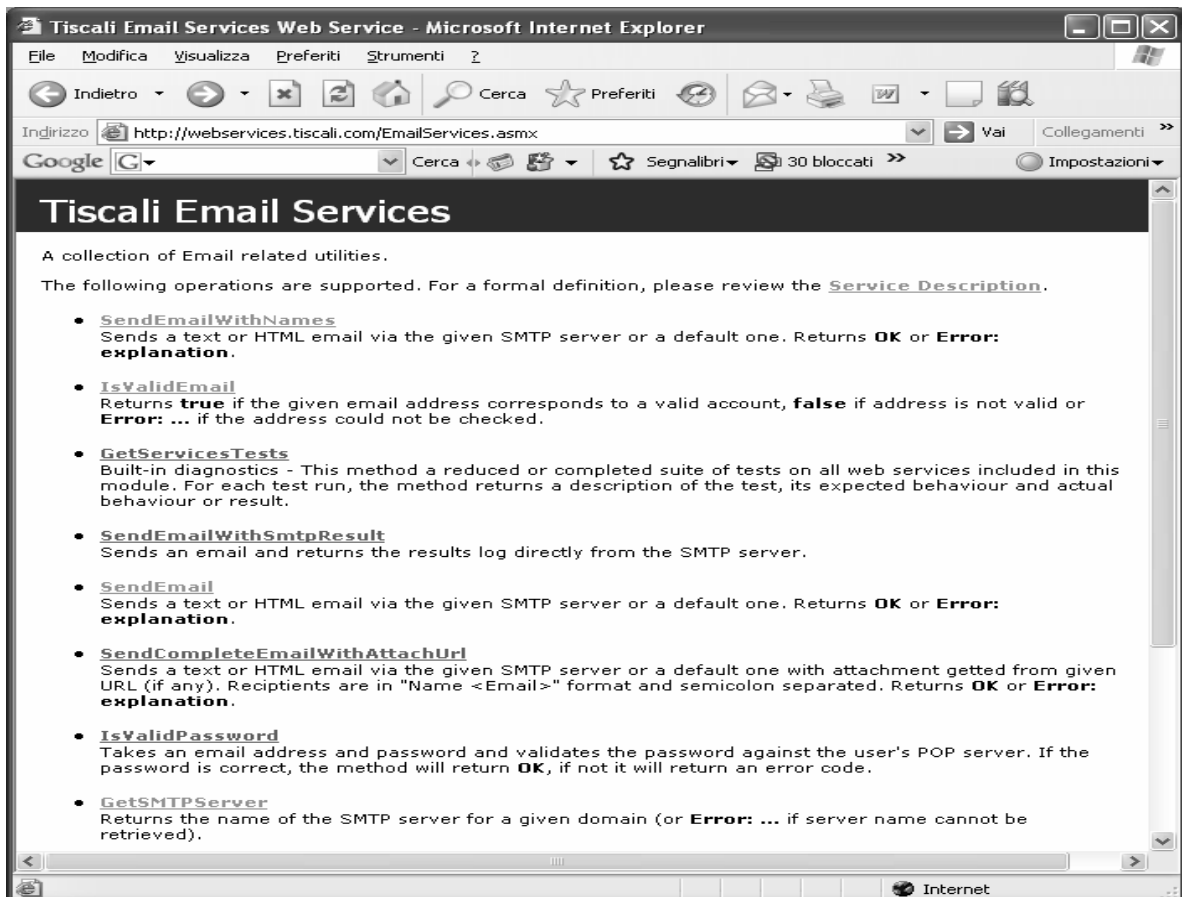 Tiscali Email Services Web Service - Microsoft Internet Explorer
File Modifica Visualizza Preferiti Strumenti ?
Indietro Cerca Preferiti
Indirizzo http://webservices.tiscali.com/EmailServices.asmx Vai Collegamenti »
Google G Cerca Segnalibri 30 bloccati » Impostazioni
Tiscali Email Services
A collection of Email related utilities.
The following operations are supported. For a formal definition, please review the Service Description.
• SendEmailWithNames
Sends a text or HTML email via the given SMTP server or a default one. Returns OK or Error:
explanation.
• IsValidEmail
Returns true if the given email address corresponds to a valid account, false if address is not valid or
Error: ... if the address could not be checked.
• GetServicesTests
Built-in diagnostics - This method a reduced or completed suite of tests on all web services included in this
module. For each test run, the method returns a description of the test, its expected behaviour and actual
behaviour or result.
• SendEmailWithSmtpResult
Sends an email and returns the results log directly from the SMTP server.
• SendEmail
Sends a text or HTML email via the given SMTP server or a default one. Returns OK or Error:
explanation.
• SendCompleteEmailWithAttachUrl
Sends a text or HTML email via the given SMTP server or a default one with attachment getted from given
URL (if any). Reciptients are in "Name <Email>" format and semicolon separated. Returns OK or Error:
explanation.
• IsValidPassword
Takes an email address and password and validates the password against the user's POP server. If the
password is correct, the method will return OK, if not it will return an error code.
• GetSMTPServer
Returns the name of the SMTP server for a given domain (or Error: ... if server name cannot be
retrieved).
Internet